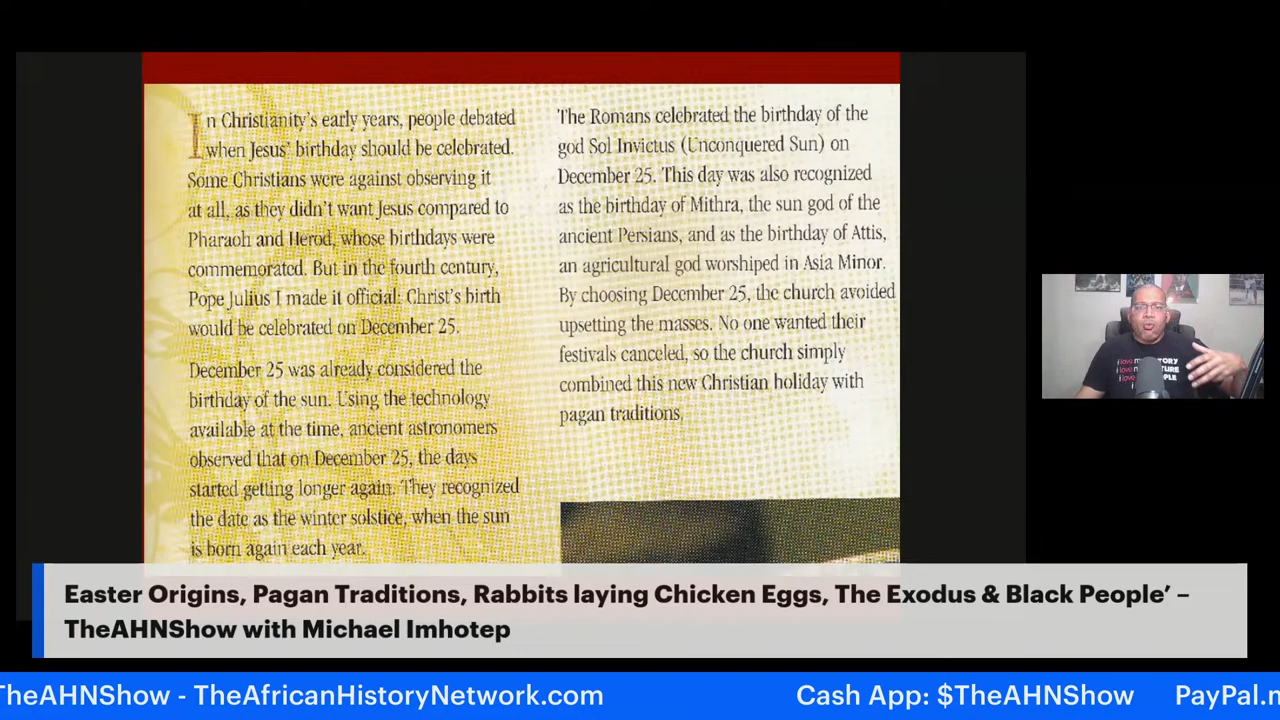 In Christianity's early years, people debated
when Jesus' birthday should be celebrated.
Some Christians were against observing it
at all, as they didn't want Jesus compared to
Pharaoh and Herod, whose birthdays were
commemorated. But in the fourth century,
Pope Julius I made it official: Christ's birth
would be celebrated on December 25.
December 25 was already considered the
birthday of the sun. Using the technology
available at the time, ancient astronomers
observed that on December 25, the days
started getting longer again. They recognized
the date as the winter solstice, when the sun
is born again each year.
The Romans celebrated the birthday of the
god Sol Invictus (Unconquered Sun) on
December 25. This day was also recognized
as the birthday of Mithra, the sun god of the
ancient Persians, and as the birthday of Attis,
an agricultural god worshiped in Asia Minor.
By choosing December 25, the church avoided
upsetting the masses. No one wanted their
festivals canceled, so the church simply
combined this new Christian holiday with
pagan traditions.
Easter Origins, Pagan Traditions, Rabbits laying Chicken Eggs, The Exodus & Black People' –
TheAHNShow with Michael Imhotep
TheAHNShow - TheAfricanHistoryNetwork.com Cash App: $TheAHNShow PayPal.m